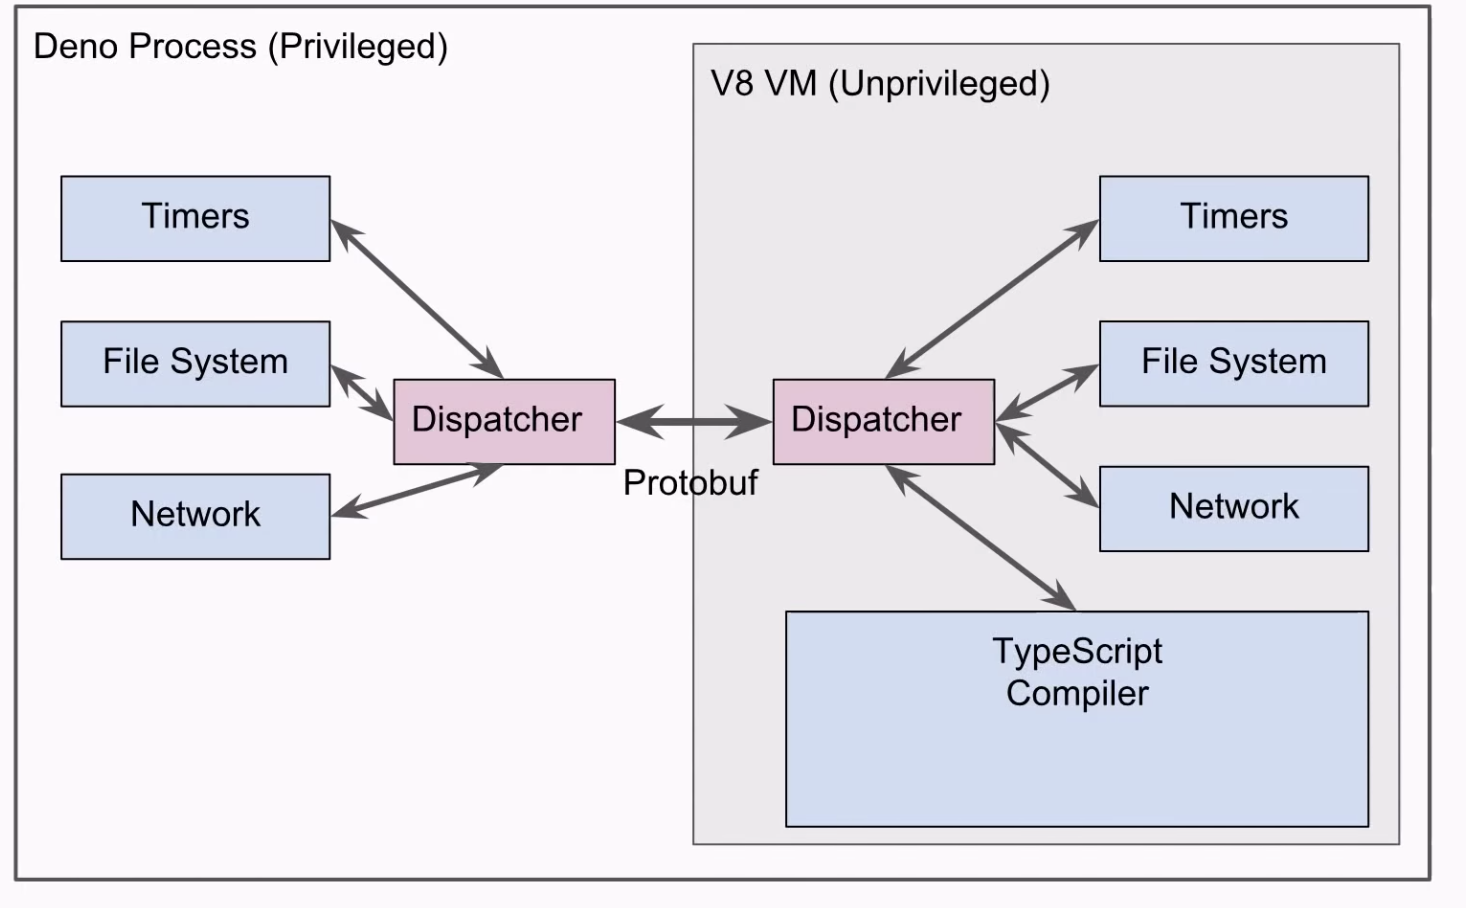 Deno Process (Privileged)
V8 VM (Unprivileged)
Timers
File System
Network
Dispatcher
Protobuf
Dispatcher
Timers
File System
Network
TypeScript
Compiler